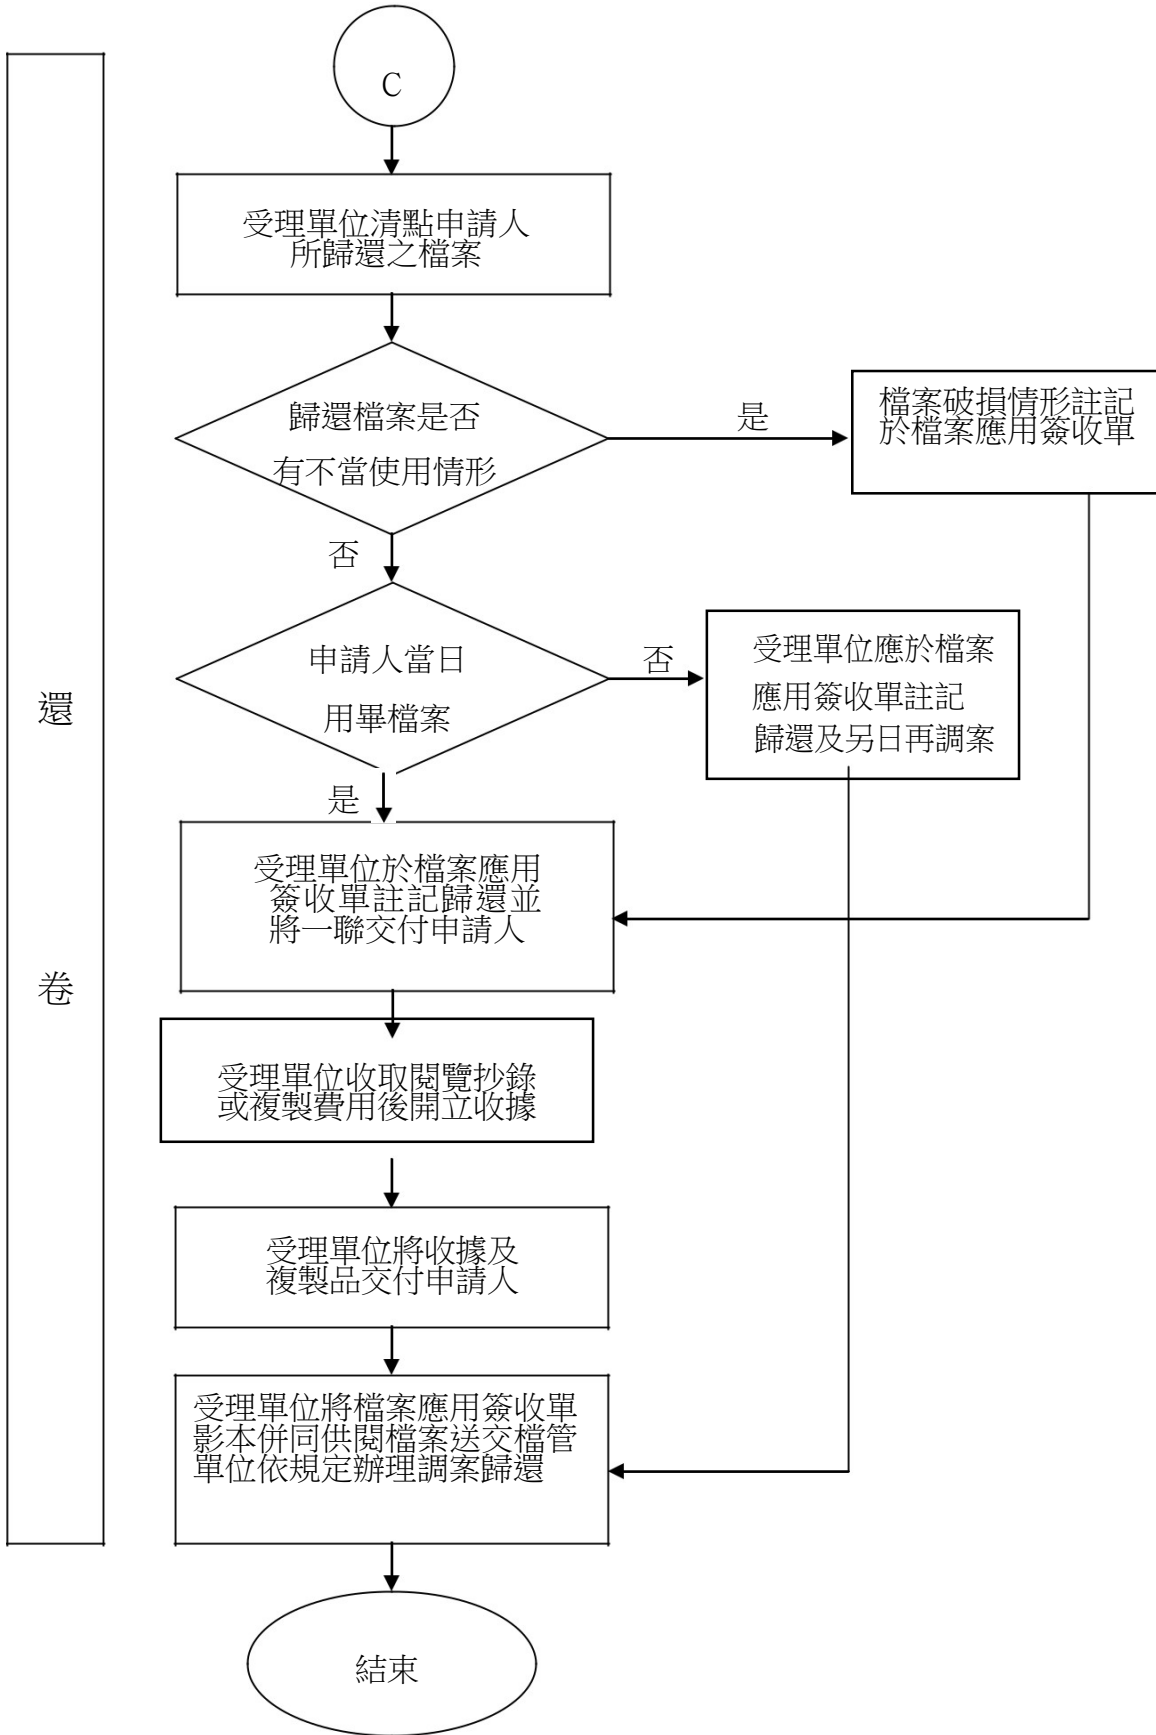 C
受理單位清點申請人
所歸還之檔案
歸還檔案是否
有不當使用情形
是
檔案破損情形註記
於檔案應用簽收單
否
申請人當日
用畢檔案
否
受理單位應於檔案
應用簽收單註記
歸還及另日再調案
還
卷
是
受理單位於檔案應用
簽收單註記歸還並
將一聯交付申請人
受理單位收取閱覽抄錄
或複製費用後開立收據
受理單位將收據及
複製品交付申請人
受理單位將檔案應用簽收單
影本併同供閱檔案送交檔管
單位依規定辦理調案歸還
結束